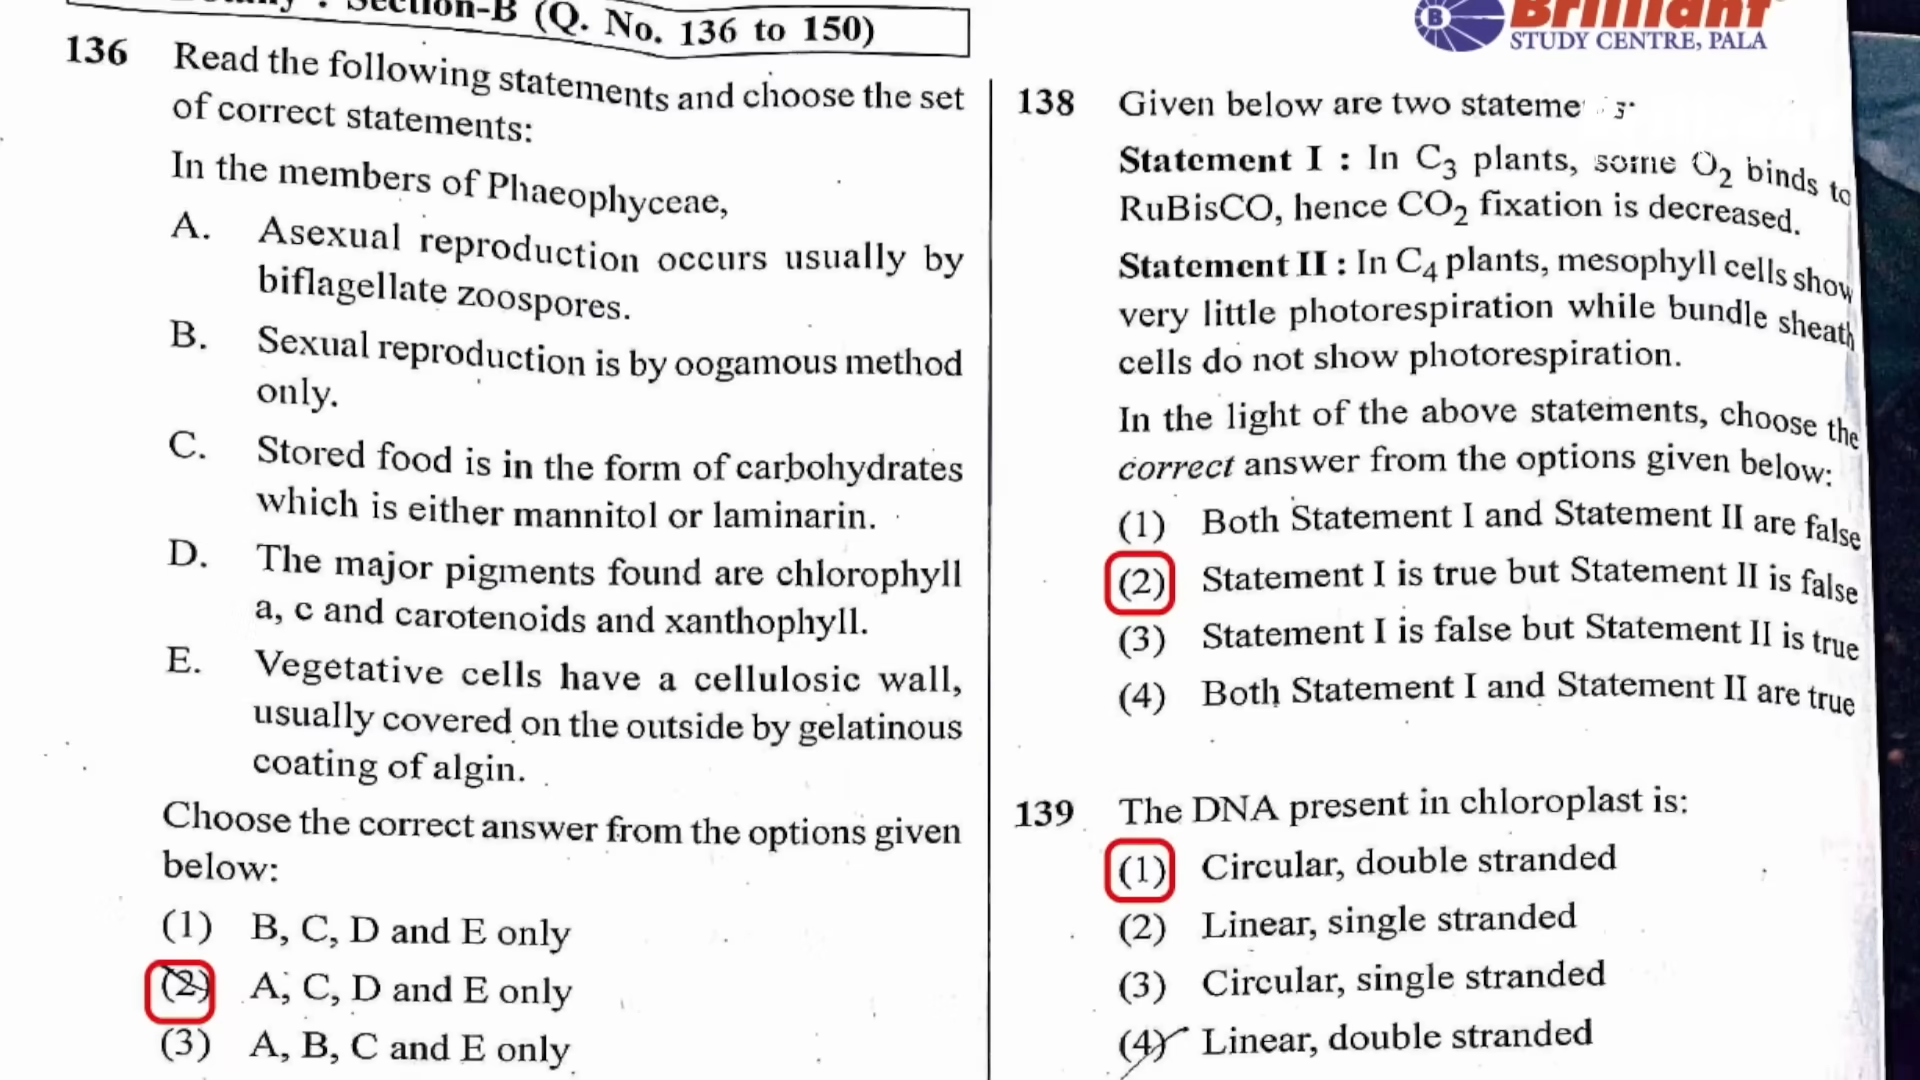 Section-B (Q. No. 136 to 150)
Brilliant
STUDY CENTRE, PALA
B
136 Read the following statements and choose the set
of correct statements:
In the members of Phaeophyceae,
A. Asexual reproduction occurs usually by
biflagellate zoospores.
B. Sexual reproduction is by oogamous method
only.
C. Stored food is in the form of carbohydrates
which is either mannitol or laminarin.
D. The major pigments found are chlorophyll
a, c and carotenoids and xanthophyll.
E. Vegetative cells have a cellulosic wall,
usually covered on the outside by gelatinous
coating of algin.
Choose the correct answer from the options given
below:
(1) B, C, D and E only
(2) A, C, D and E only
(3) A, B, C and E only
138 Given below are two
Statement I : In C₃ plants, some O₂ binds to
RuBisCO, hence CO₂ fixation is decreased.
Statement II : In C₄ plants, mesophyll cells show
very little photorespiration while bundle sheath
cells do not show photorespiration.
In the light of the above statements, choose the
correct answer from the options given below:
(1) Both Statement I and Statement II are false
(2) Statement I is true but Statement II is false
(3) Statement I is false but Statement II is true
(4) Both Statement I and Statement II are true
139 The DNA present in chloroplast is:
(1) Circular, double stranded
(2) Linear, single stranded
(3) Circular, single stranded
(4) Linear, double stranded